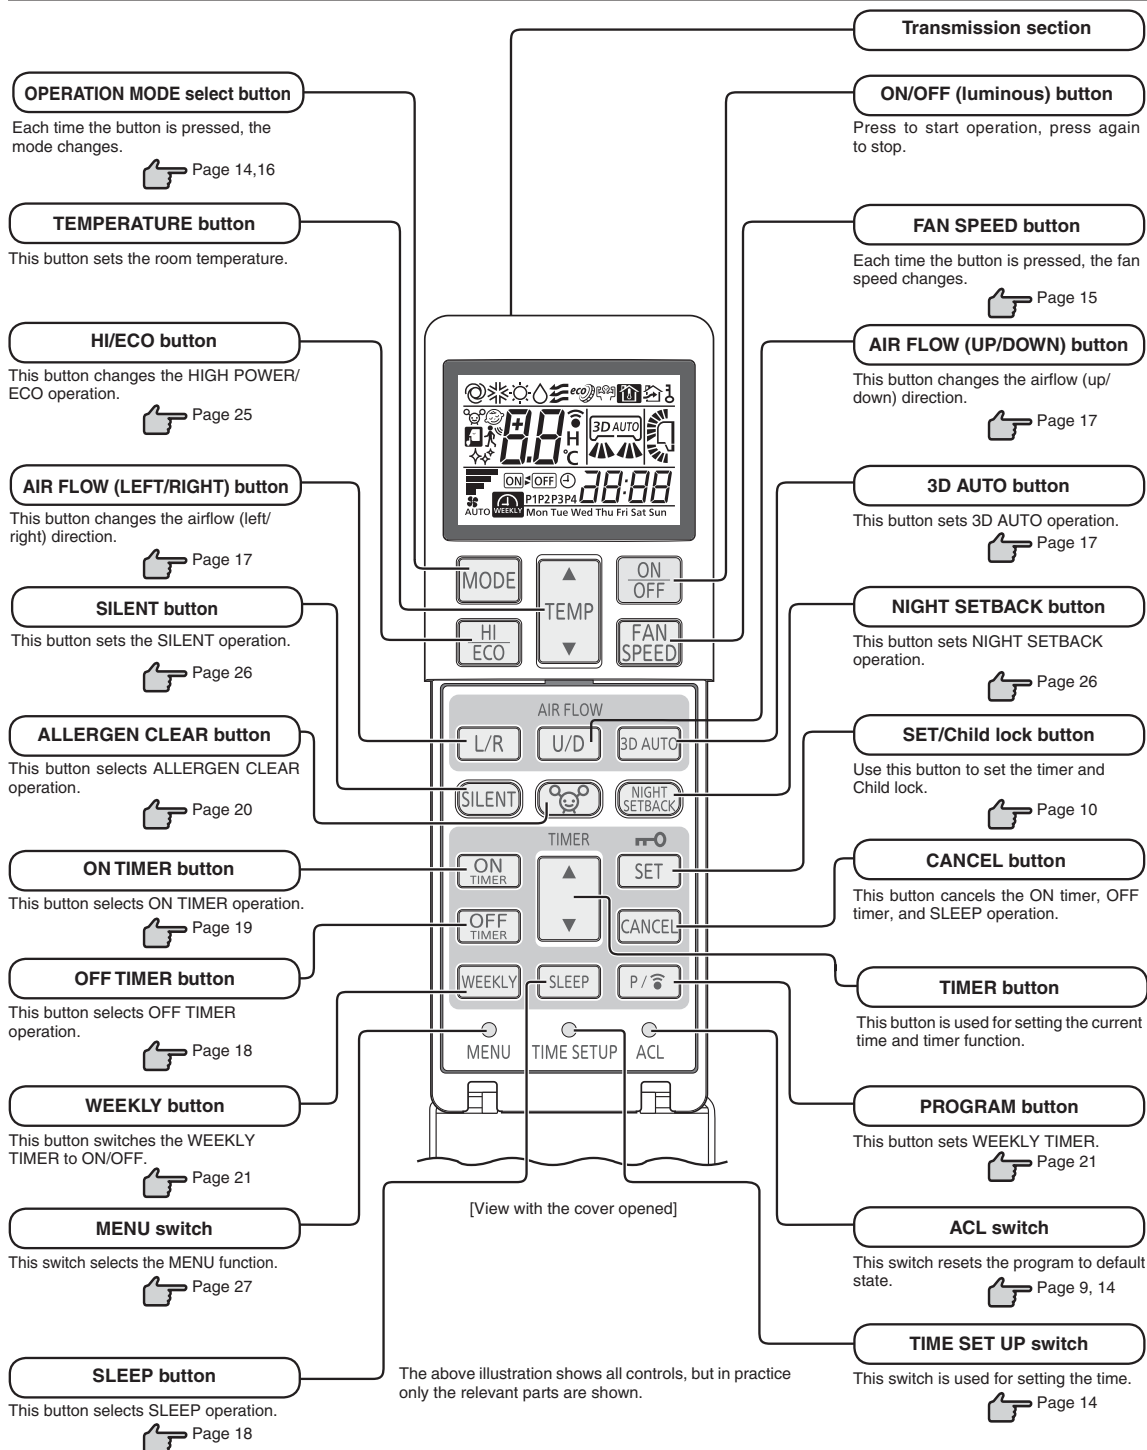 Transmission section
OPERATION MODE select button
Each time the button is pressed, the
mode changes.
Page 14,16
TEMPERATURE button
This button sets the room temperature.
HI/ECO button
This button changes the HIGH POWER/
ECO operation.
Page 25
AIR FLOW (LEFT/RIGHT) button
This button changes the airflow (left/
right) direction.
Page 17
SILENT button
This button sets the SILENT operation.
Page 26
ALLERGEN CLEAR button
This button selects ALLERGEN CLEAR
operation.
Page 20
ON TIMER button
This button selects ON TIMER operation.
Page 19
OFF TIMER button
This button selects OFF TIMER
operation.
Page 18
WEEKLY button
This button switches the WEEKLY
TIMER to ON/OFF.
Page 21
MENU switch
This switch selects the MENU function.
Page 27
SLEEP button
This button selects SLEEP operation.
Page 18
eco
+8.8
H
°C
3D AUTO
ON OFF
28:88
P1P2P3P4
AUTO WEEKLY Mon Tue Wed Thu Fri Sat Sun
MODE
TEMP
ON
OFF
HI
ECO
FAN
SPEED
AIR FLOW
L/R
U/D
3D AUTO
SILENT
NIGHT
SETBACK
TIMER
ON
TIMER
SET
OFF
TIMER
CANCEL
WEEKLY
SLEEP
P/
MENU
TIME SETUP
ACL
[View with the cover opened]
The above illustration shows all controls, but in practice
only the relevant parts are shown.
ON/OFF (luminous) button
Press to start operation, press again
to stop.
FAN SPEED button
Each time the button is pressed, the fan
speed changes.
Page 15
AIR FLOW (UP/DOWN) button
This button changes the airflow (up/
down) direction.
Page 17
3D AUTO button
This button sets 3D AUTO operation.
Page 17
NIGHT SETBACK button
This button sets NIGHT SETBACK
operation.
Page 26
SET/Child lock button
Use this button to set the timer and
Child lock.
Page 10
CANCEL button
This button cancels the ON timer, OFF
timer, and SLEEP operation.
TIMER button
This button is used for setting the current
time and timer function.
PROGRAM button
This button sets WEEKLY TIMER.
Page 21
ACL switch
This switch resets the program to default
state.
Page 9, 14
TIME SET UP switch
This switch is used for setting the time.
Page 14